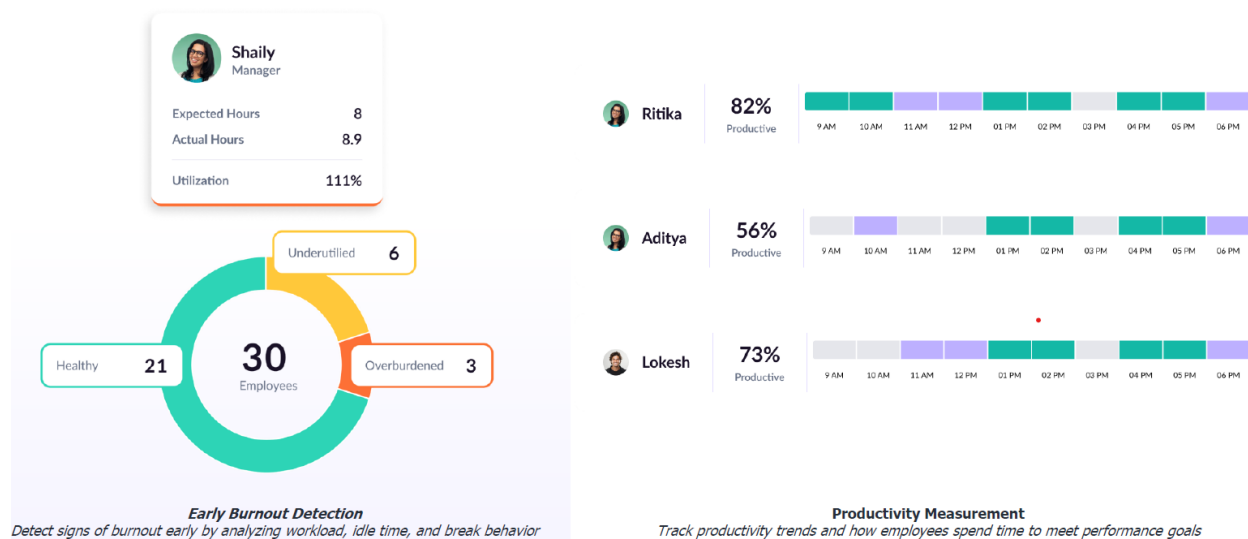 Shaily
Manager
Expected Hours 8
Actual Hours 8.9
Utilization 111%
Underutilied 6
Healthy 21
30
Employees
Overburdened 3
Early Burnout Detection
Detect signs of burnout early by analyzing workload, idle time, and break behavior
Ritika
82%
Productive
9 AM 10 AM 11 AM 12 PM 01 PM 02 PM 03 PM 04 PM 05 PM 06 PM
Aditya
56%
Productive
9 AM 10 AM 11 AM 12 PM 01 PM 02 PM 03 PM 04 PM 05 PM 06 PM
Lokesh
73%
Productive
9 AM 10 AM 11 AM 12 PM 01 PM 02 PM 03 PM 04 PM 05 PM 06 PM
Productivity Measurement
Track productivity trends and how employees spend time to meet performance goals